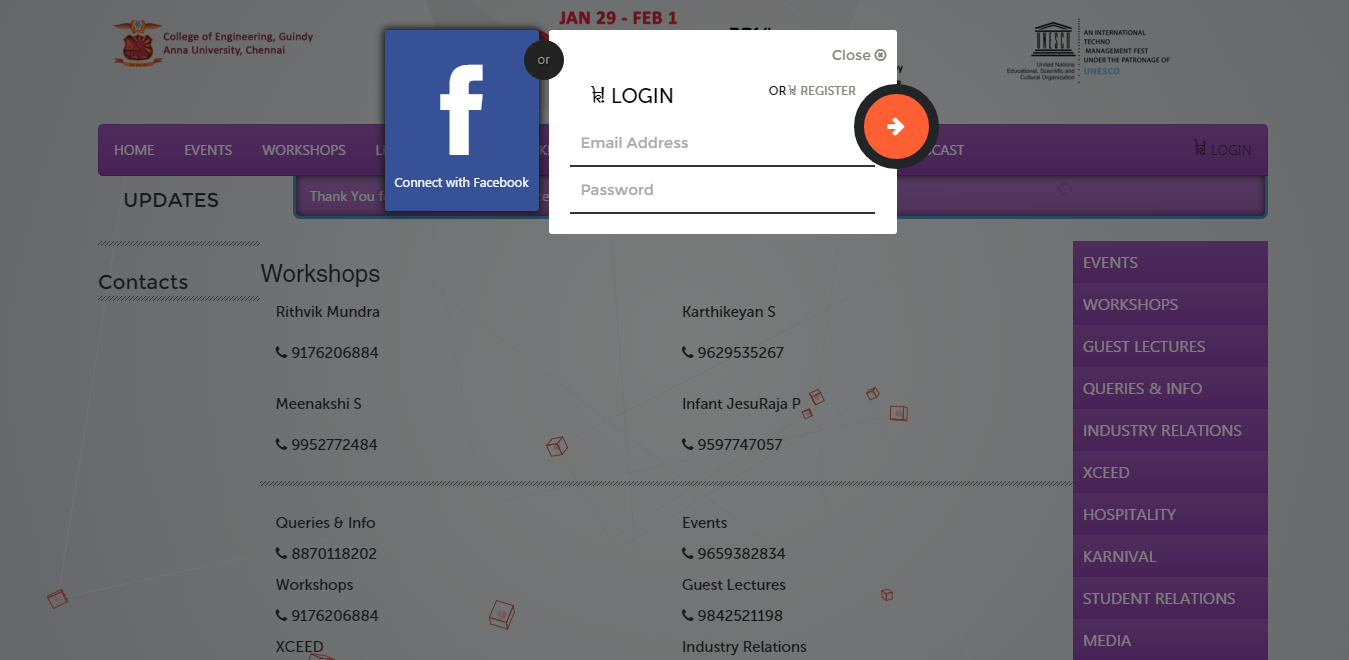 College of Engineering, Guindy
Anna University, Chennai
JAN 29 - FEB 1
AN INTERNATIONAL
TECHNO
MANAGEMENT FEST
UNDER THE PATRONAGE OF
UNESCO
United Nations
Educational, Scientific and
Cultural Organization
f
Connect with Facebook
or
Close
LOGIN
OR REGISTER
Email Address
Password
HOME EVENTS WORKSHOPS LOGIN
UPDATES
Thank You
Contacts
Workshops
Rithvik Mundra
9176206884
Karthikeyan S
9629535267
Meenakshi S
9952772484
Infant JesuRaja P
9597747057
Queries & Info
8870118202
Events
9659382834
Workshops
9176206884
Guest Lectures
9842521198
XCEED
Industry Relations
EVENTS
WORKSHOPS
GUEST LECTURES
QUERIES & INFO
INDUSTRY RELATIONS
XCEED
HOSPITALITY
KARNIVAL
STUDENT RELATIONS
MEDIA